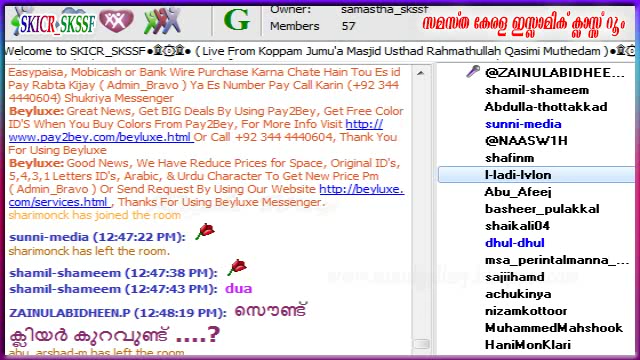 SKICR_SKSSF
G
Owner: samastha_skssf
Members 57
സമസ്ത കേരള ഇസ്ലാമിക് ക്ലാസ്സ് റൂം
Welcome to SKICR_SKSSF ( Live From Koppam Jumu'a Masjid Usthad Rahmathullah Qasimi Muthedam )
Easypaisa, Mobicash or Bank Wire Purchase Karna Chate Hain Tou Es id
Pay Rabta Kijay ( Admin_Bravo ) Ya Es Number Pay Call Karin (+92 344
4440604) Shukriya Messenger
Beyluxe: Great News, Get BIG Deals By Using Pay2Bey, Get Free Color
ID'S When You Buy Colors From Pay2Bey, For More Info Visit http://
www.pay2bey.com/beyluxe.html Or Call +92 344 4440604, Thank You
For Using Beyluxe
Beyluxe: Good News, We Have Reduce Prices for Space, Original ID's,
5,4,3,1 Letters ID's, Arabic, & Urdu Character To Get New Price Pm
( Admin_Bravo ) Or Send Request By Using Our Website http://beyluxe.
com/services.html , Thanks For Using Beyluxe Messenger.
sharimonck has joined the room
sunni-media (12:47:22 PM):
sharimonck has left the room.
shamil-shameem (12:47:38 PM):
shamil-shameem (12:47:43 PM): dua
ZAINULABIDHEEN.P (12:48:19 PM): സൌണ്ട്
ക്ലിയർ കുറവുണ്ട് ....?
abu_arshad-m has left the room.
@ZAINULABIDHEE...
shamil-shameem
Abdulla-thottakkad
sunni-media
@NAASW1H
shafinm
l-ladi-lvlon
Abu_Afeej
basheer_pulakkal
shaikali04
dhul-dhul
msa_perintalmanna_...
sajiihamd
achukinya
nizamkottoor
MuhammedMahshook
HaniMonKlari